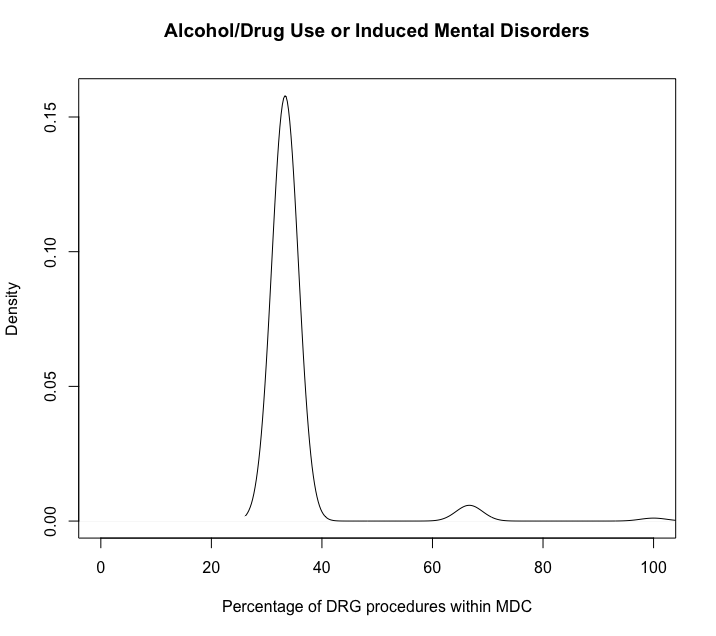 Alcohol/Drug Use or Induced Mental Disorders
0.15
0.10
0.05
0.00
Density
0 20 40 60 80 100
Percentage of DRG procedures within MDC